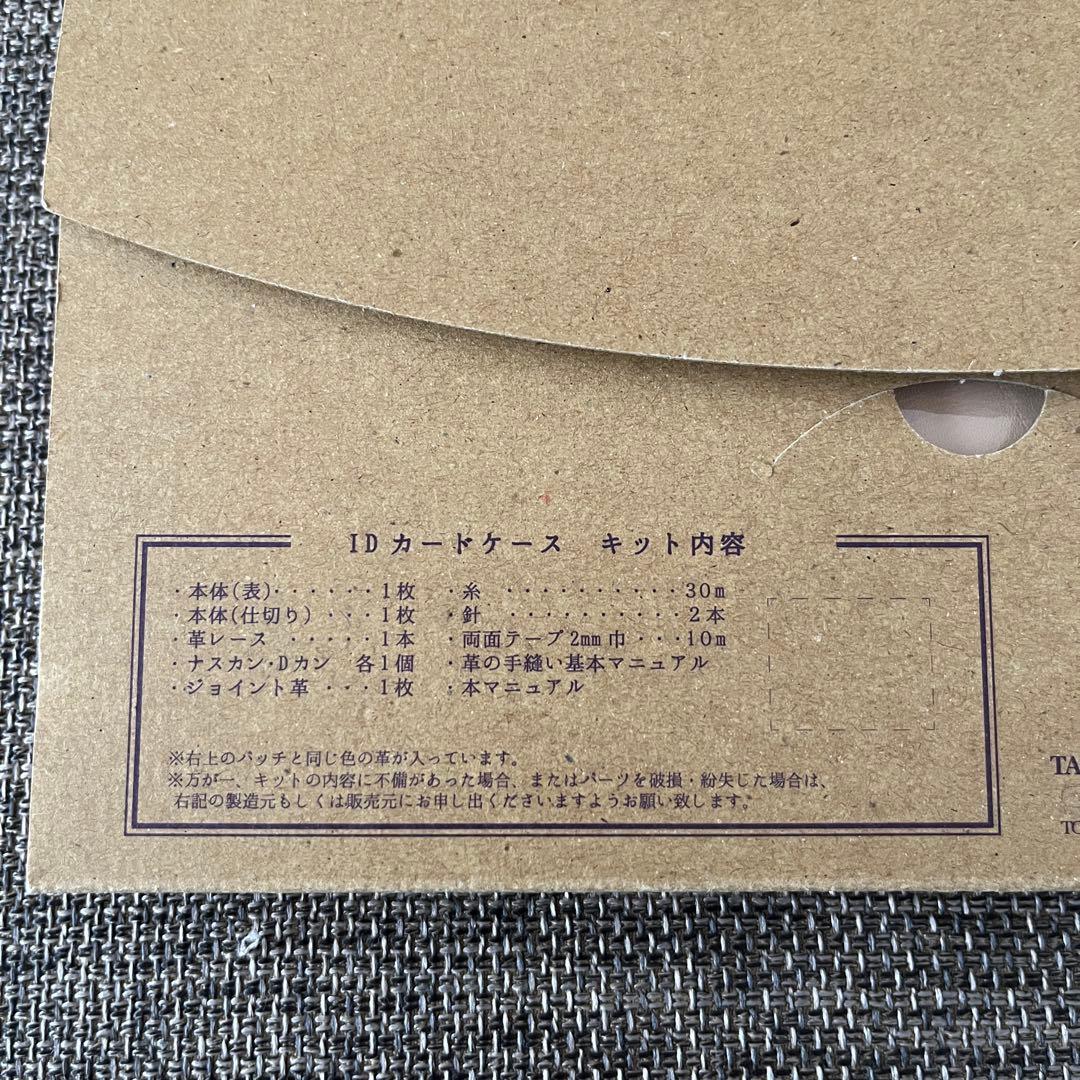 IDカードケース　キット内容
・本体(表)・・・・・・1枚
・本体(仕切り)・・・1枚
・革レース・・・・・1本
・ナスカン・Dカン　各1個
・ジョイント革・・・1枚
・糸・・・・・・・・・・30m
・針・・・・・・・・・・2本
・両面テープ2mm巾・・・10m
・革の手縫い基本マニュアル
・本マニュアル
※右上のパッチと同じ色の革が入っています。
※万が一、キットの内容に不備があった場合、またはパーツを破損・紛失した場合は、
右記の製造元もしくは販売元にお申し出くださいますようお願い致します。